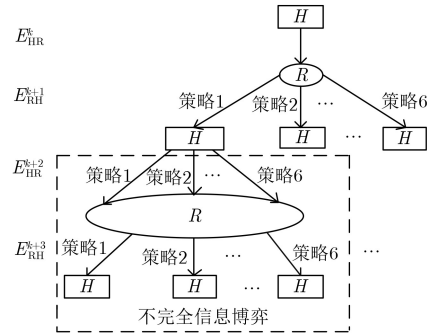 H
E^k_HR
R
E^{k+1}_RH
策略1 策略2 … 策略6
H H … H
E^{k+2}_HR
策略1 策略2 … 策略6
R
E^{k+3}_RH
策略1 策略2 … 策略6 …
H H … H
不完全信息博弈